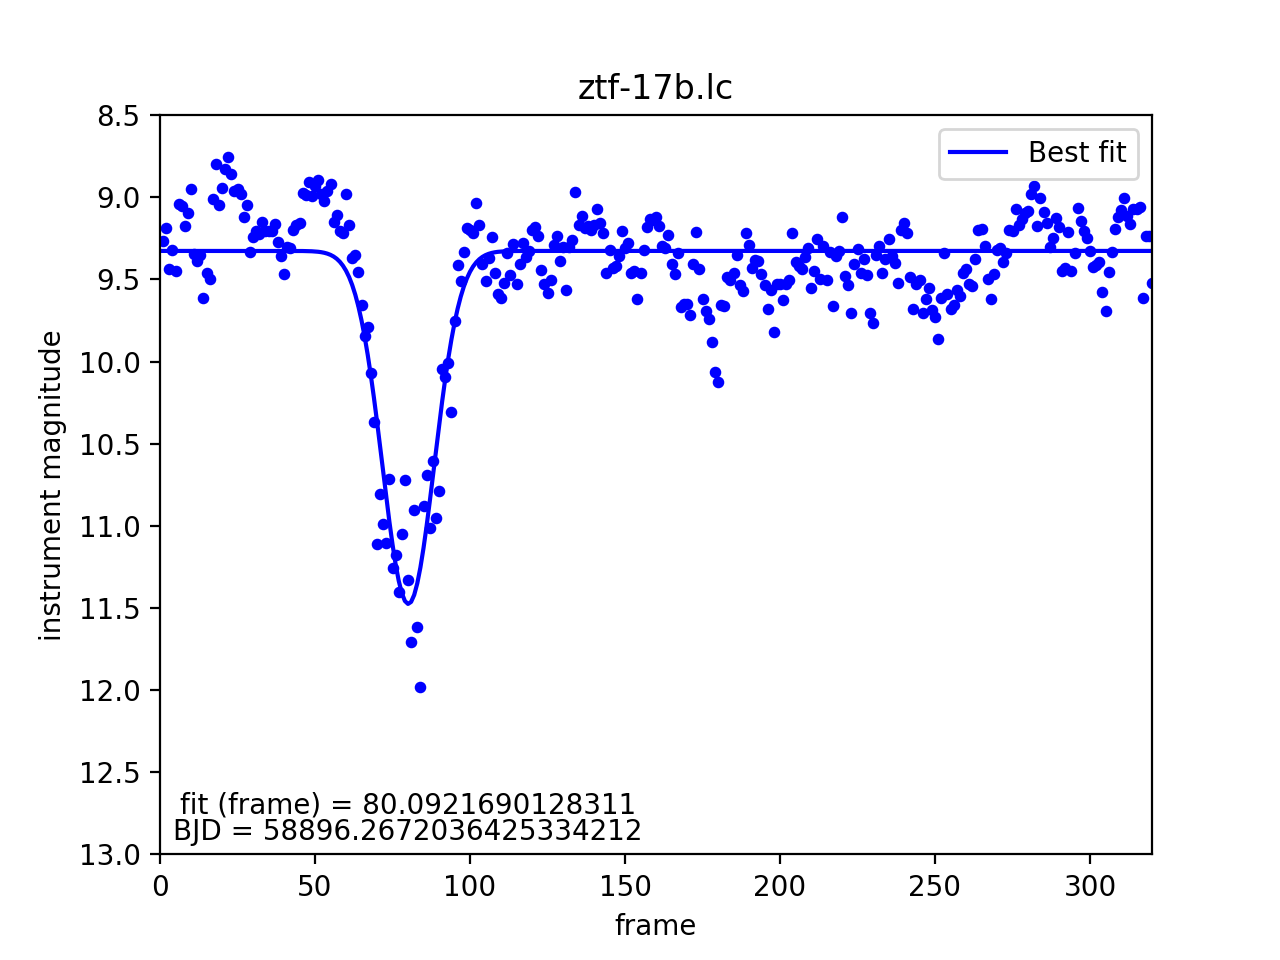 ztf-17b.lc
8.5
9.0
9.5
10.0
10.5
11.0
11.5
12.0
12.5
13.0
instrument magnitude
Best fit
fit (frame) = 80.0921690128311
BJD = 58896.2672036425334212
0 50 100 150 200 250 300
frame